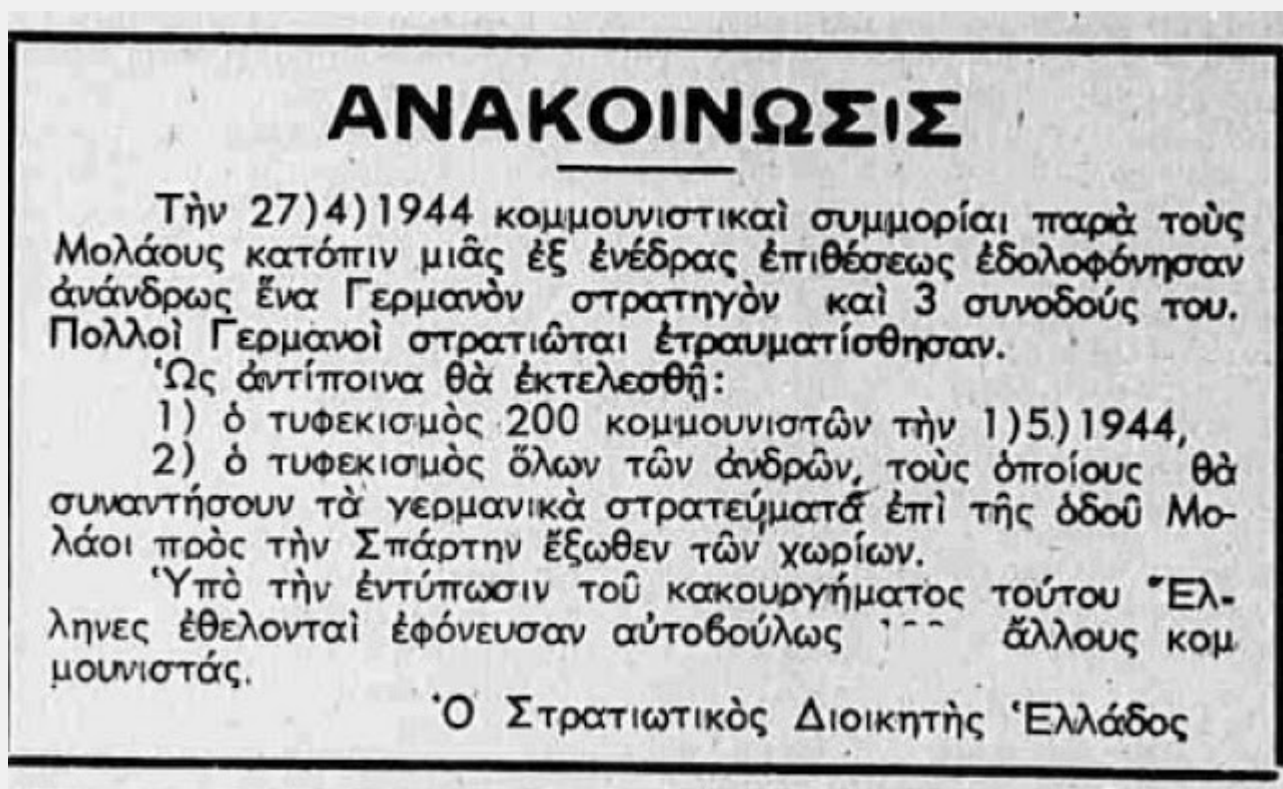 ΑΝΑΚΟΙΝΩΣΙΣ
Τὴν 27)4)1944 κομμουνιστικαὶ συμμορίαι παρὰ τοὺς
Μολάους κατόπιν μιᾶς ἐξ ἐνέδρας ἐπιθέσεως ἐδολοφόνησαν
ἀνάνδρως ἕνα Γερμανὸν στρατηγὸν καὶ 3 συνοδούς του.
Πολλοὶ Γερμανοὶ στρατιῶται ἐτραυματίσθησαν.
Ὡς ἀντίποινα θὰ ἐκτελεσθῇ:
1) ὁ τυφεκισμὸς 200 κομμουνιστῶν τὴν 1)5)1944,
2) ὁ τυφεκισμὸς ὅλων τῶν ἀνδρῶν, τοὺς ὁποίους θὰ
συναντήσουν τὰ γερμανικὰ στρατεύματα ἐπὶ τῆς ὁδοῦ Μο-
λάοι πρὸς τὴν Σπάρτην ἔξωθεν τῶν χωρίων.
Ὑπὸ τὴν ἐντύπωσιν τοῦ κακουργήματος τούτου Ἕλ-
ληνες ἐθελονταὶ ἐφόνευσαν αὐτοβούλως ἄλλους κομ
μουνιστάς.
Ὁ Στρατιωτικὸς Διοικητὴς Ἑλλάδος